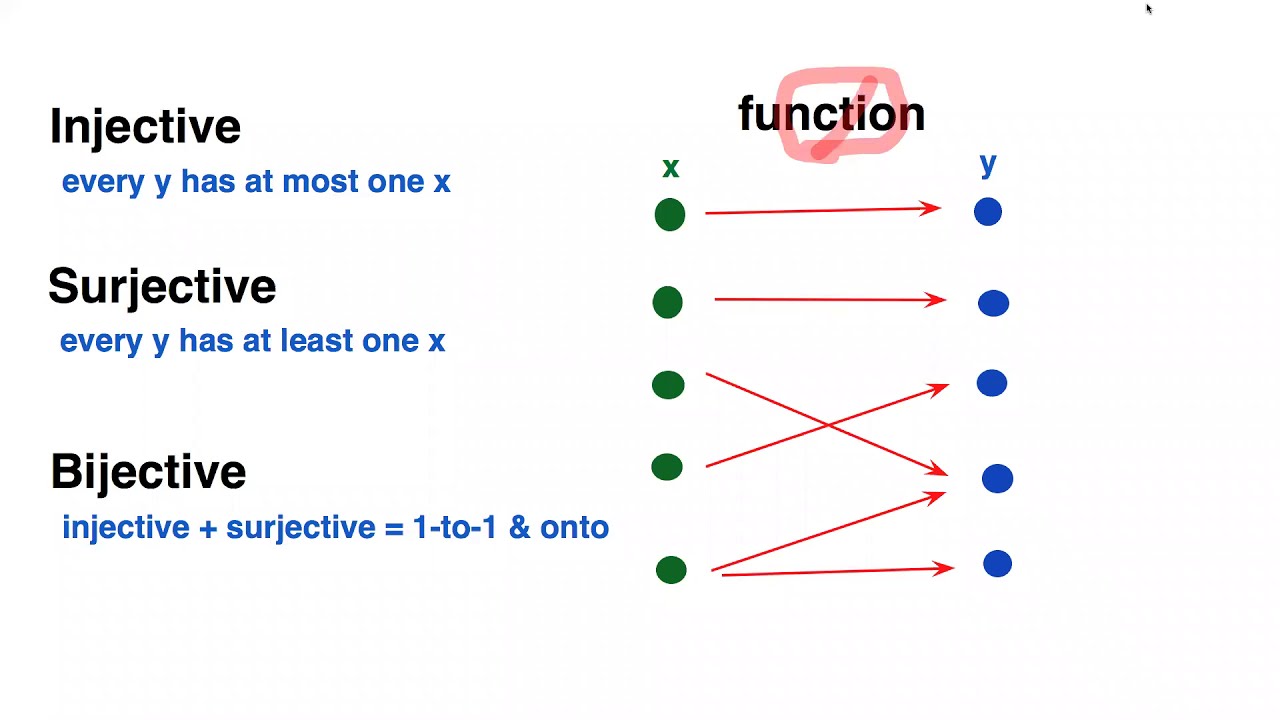 Injective
every y has at most one x
Surjective
every y has at least one x
Bijective
injective + surjective = 1-to-1 & onto
function
x
y